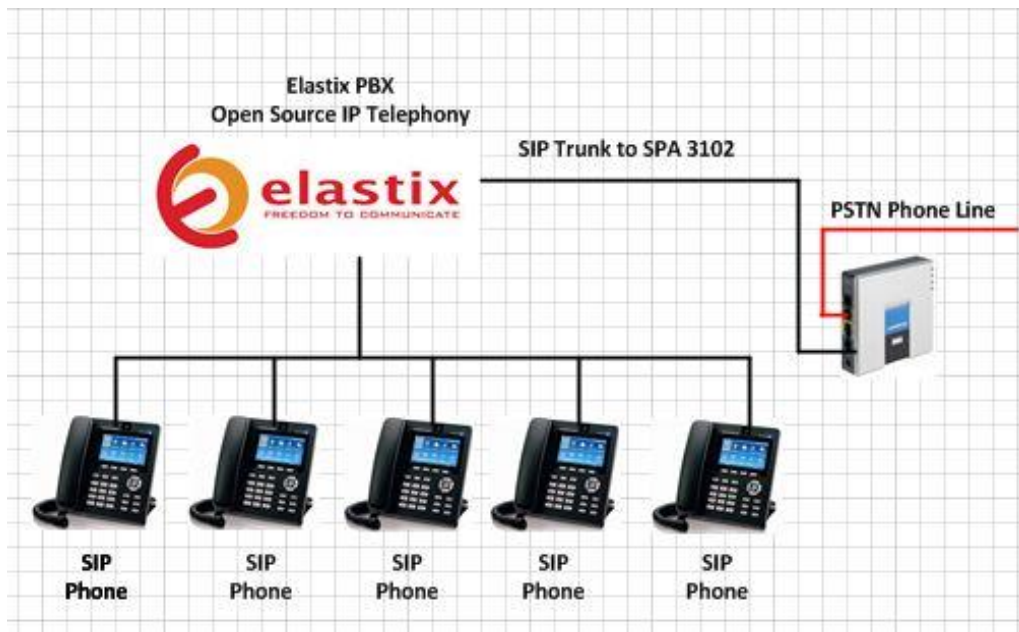 Elastix PBX
Open Source IP Telephony
SIP Trunk to SPA 3102
elastix
FREEDOM TO COMMUNICATE
PSTN Phone Line
SIP
Phone
SIP
Phone
SIP
Phone
SIP
Phone
SIP
Phone